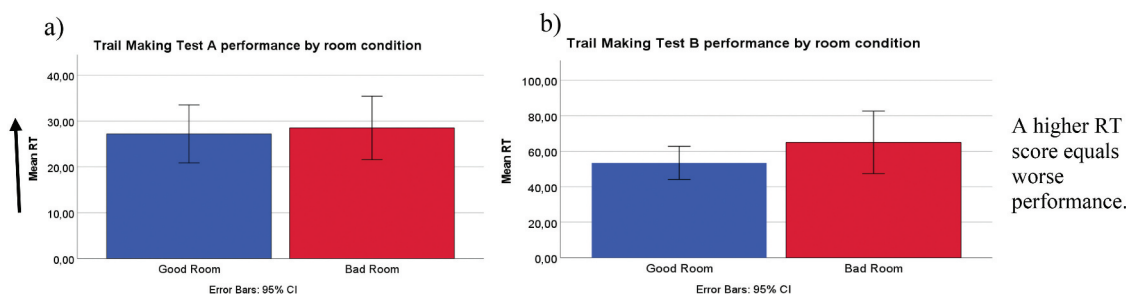 a)
Trail Making Test A performance by room condition
40,00
30,00
20,00
10,00
0,00
Mean RT
Good Room
Bad Room
Error Bars: 95% CI
b)
Trail Making Test B performance by room condition
100,00
80,00
60,00
40,00
20,00
0,00
Mean RT
Good Room
Bad Room
Error Bars: 95% CI
A higher RT
score equals
worse
performance.